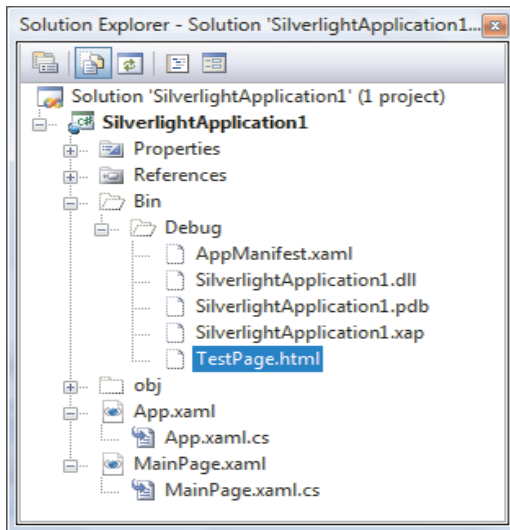 Solution Explorer - Solution 'SilverlightApplication1...
Solution 'SilverlightApplication1' (1 project)
SilverlightApplication1
Properties
References
Bin
Debug
AppManifest.xaml
SilverlightApplication1.dll
SilverlightApplication1.pdb
SilverlightApplication1.xap
TestPage.html
obj
App.xaml
App.xaml.cs
MainPage.xaml
MainPage.xaml.cs